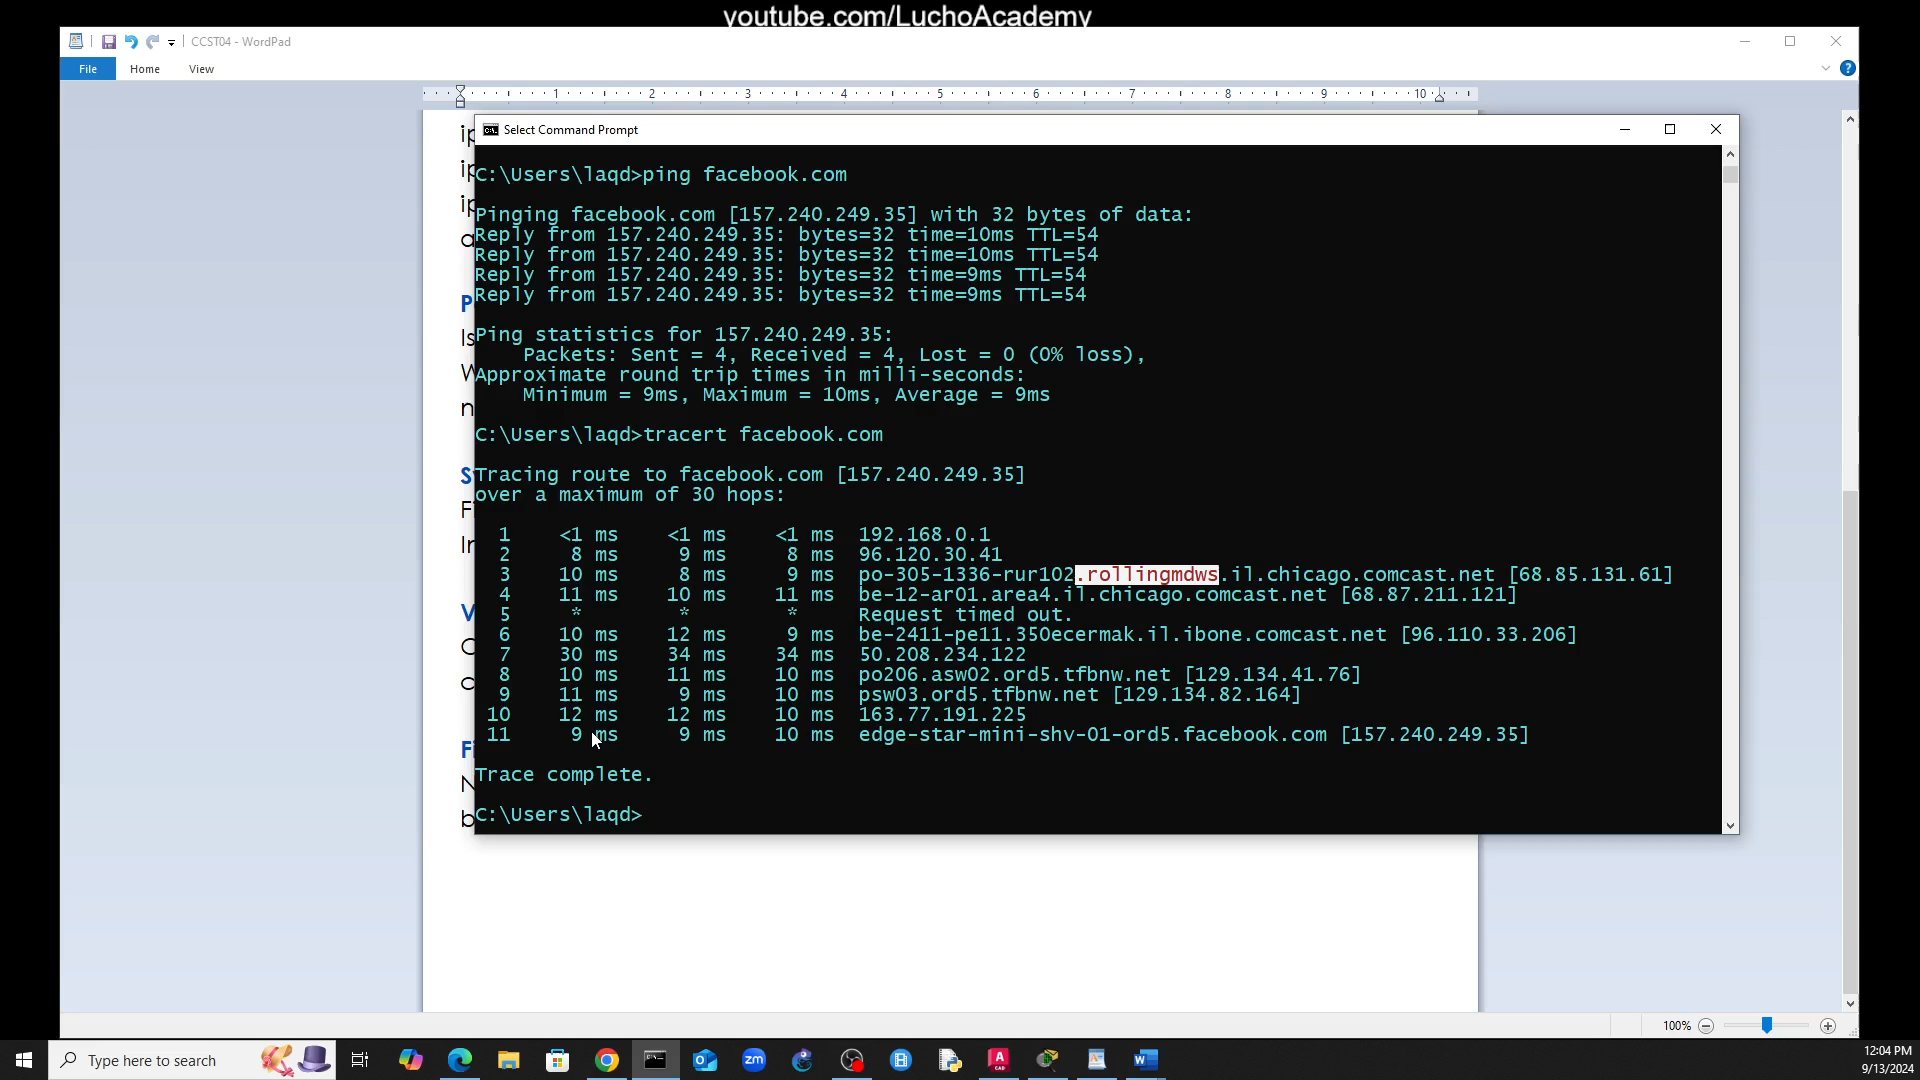 youtube.com/LuchoAcademy
CCST04 - WordPad
File Home View
1 2 3 4 5 6 7 8 9 10
Select Command Prompt
C:\Users\laqd>ping facebook.com
Pinging facebook.com [157.240.249.35] with 32 bytes of data:
Reply from 157.240.249.35: bytes=32 time=10ms TTL=54
Reply from 157.240.249.35: bytes=32 time=10ms TTL=54
Reply from 157.240.249.35: bytes=32 time=9ms TTL=54
Reply from 157.240.249.35: bytes=32 time=9ms TTL=54
Ping statistics for 157.240.249.35:
Packets: Sent = 4, Received = 4, Lost = 0 (0% loss),
Approximate round trip times in milli-seconds:
Minimum = 9ms, Maximum = 10ms, Average = 9ms
C:\Users\laqd>tracert facebook.com
Tracing route to facebook.com [157.240.249.35]
over a maximum of 30 hops:
1 <1 ms <1 ms <1 ms 192.168.0.1
2 8 ms 9 ms 8 ms 96.120.30.41
3 10 ms 8 ms 9 ms po-305-1336-rur102.rollingmdws.il.chicago.comcast.net [68.85.131.61]
4 11 ms 10 ms 11 ms be-12-ar01.area4.il.chicago.comcast.net [68.87.211.121]
5 * * * Request timed out.
6 10 ms 12 ms 9 ms be-2411-pe11.350ecermak.il.ibone.comcast.net [96.110.33.206]
7 30 ms 34 ms 34 ms 50.208.234.122
8 10 ms 11 ms 10 ms po206.asw02.ord5.tfbnw.net [129.134.41.76]
9 11 ms 9 ms 10 ms psw03.ord5.tfbnw.net [129.134.82.164]
10 12 ms 12 ms 10 ms 163.77.191.225
11 9 ms 9 ms 10 ms edge-star-mini-shv-01-ord5.facebook.com [157.240.249.35]
Trace complete.
C:\Users\laqd>
100%
Type here to search
12:04 PM
9/13/2024